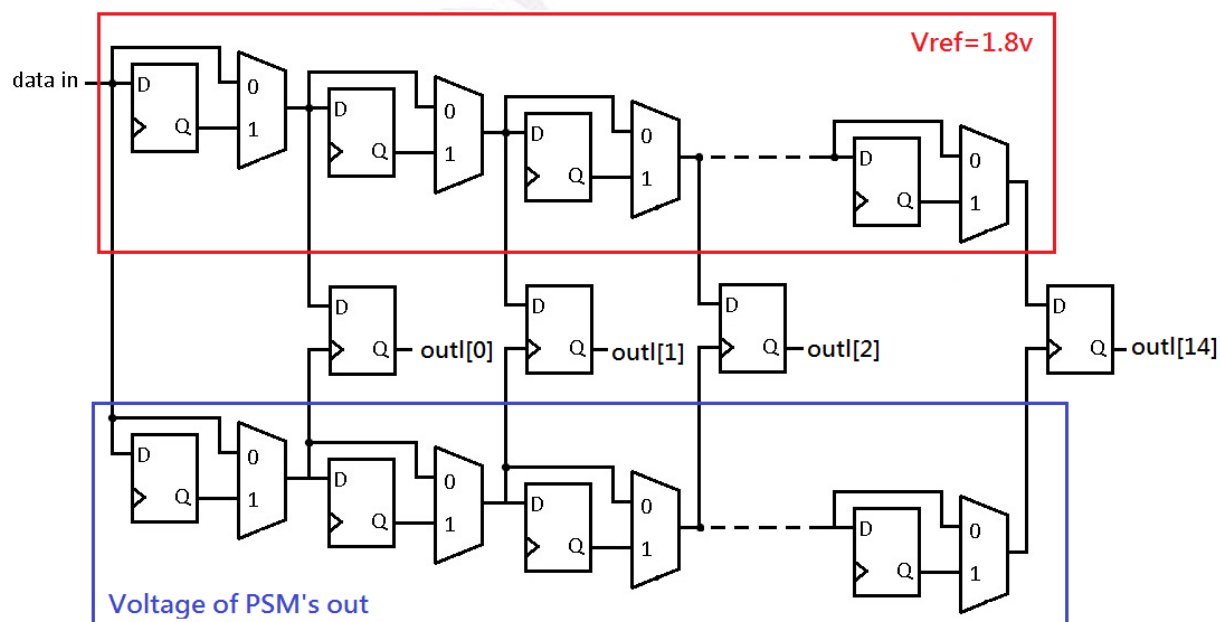 Vref=1.8v
data in
D
Q
0
1
D
Q
0
1
D
Q
0
1
D
Q
0
1
D
Q
outl[0]
D
Q
outl[1]
D
Q
outl[2]
D
Q
outl[14]
D
Q
0
1
D
Q
0
1
D
Q
0
1
D
Q
0
1
Voltage of PSM's out